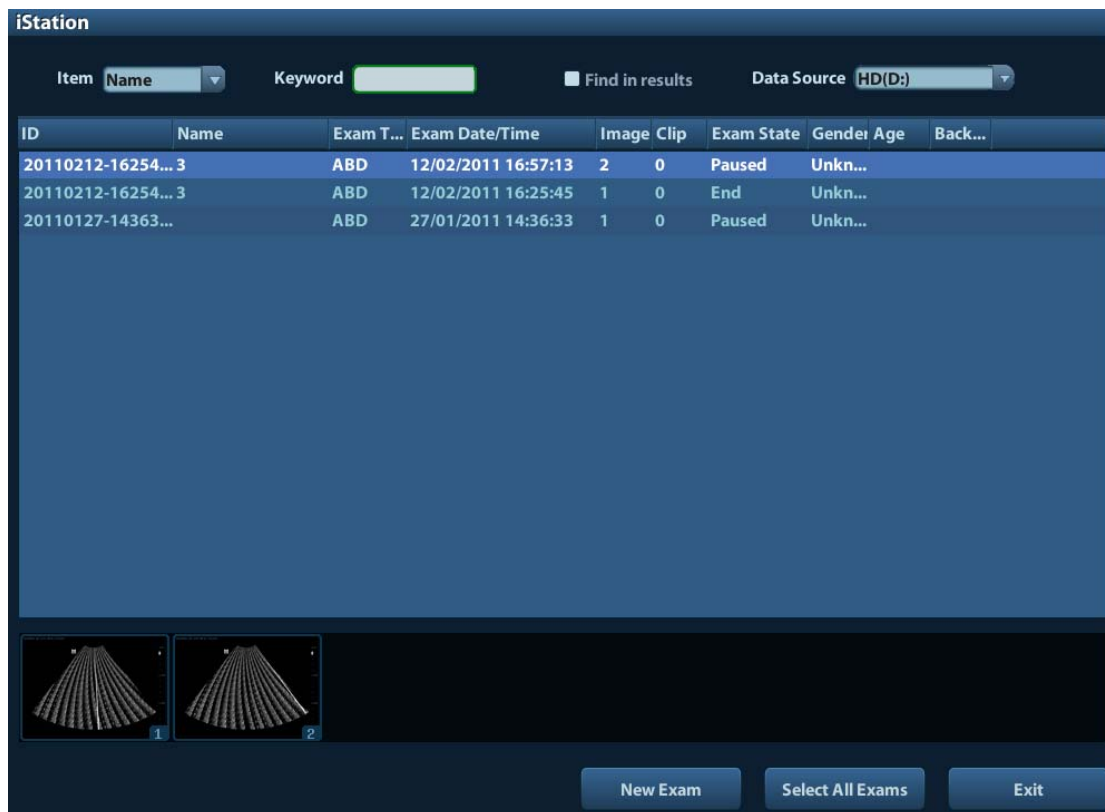 iStation
Item Name Keyword Find in results Data Source HD(D:)
ID Name Exam T... Exam Date/Time Image Clip Exam State Gender Age Back...
20110212-16254... 3 ABD 12/02/2011 16:57:13 2 0 Paused Unkn...
20110212-16254... 3 ABD 12/02/2011 16:25:45 1 0 End Unkn...
20110127-14363... ABD 27/01/2011 14:36:33 1 0 Paused Unkn...
1 2
New Exam Select All Exams Exit